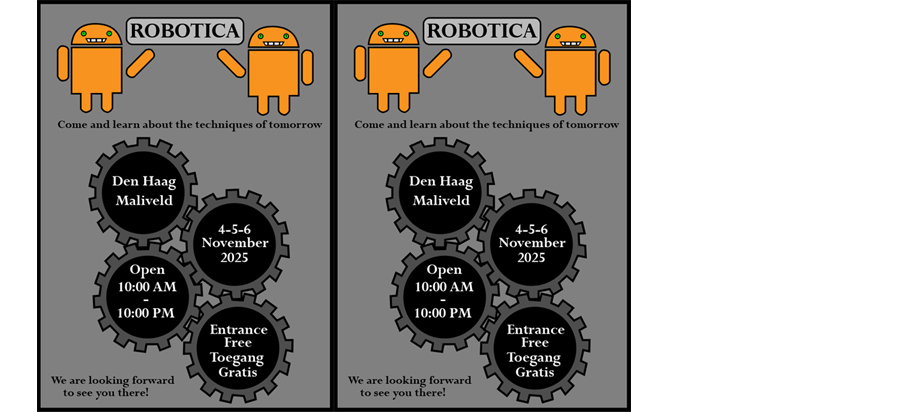 ROBOTICA
Come and learn about the techniques of tomorrow
Den Haag
Maliveld
4-5-6
November
2025
Open
10:00 AM
-
10:00 PM
Entrance
Free
Toegang
Gratis
We are looking forward
to see you there!
ROBOTICA
Come and learn about the techniques of tomorrow
Den Haag
Maliveld
4-5-6
November
2025
Open
10:00 AM
-
10:00 PM
Entrance
Free
Toegang
Gratis
We are looking forward
to see you there!